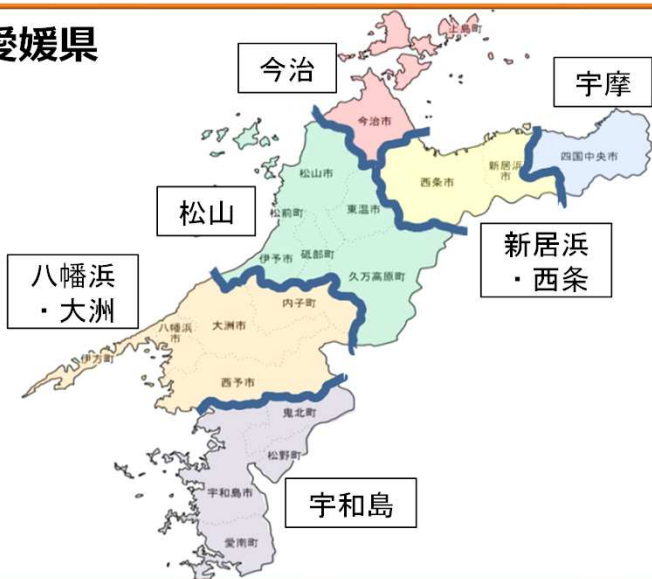 愛媛県
今治
宇摩
松山
新居浜
・西条
八幡浜
・大洲
宇和島
上島町
今治市
四国中央市
新居浜
市
西条市
松山市
東温市
松前町
砥部町
伊予市
久万高原町
内子町
大洲市
八幡浜
市
伊方町
西予市
鬼北町
松野町
宇和島市
愛南町